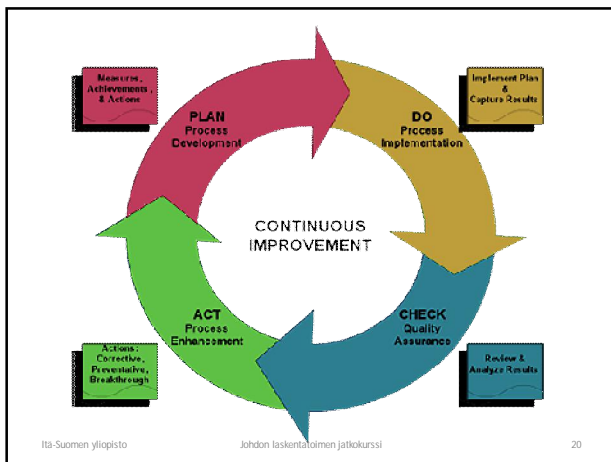 Measures,
Achievements,
& Actions
Implement Plan
&
Capture Results
PLAN
Process
Development
DO
Process
Implementation
CONTINUOUS
IMPROVEMENT
ACT
Process
Enhancement
CHECK
Quality
Assurance
Actions:
Corrective,
Preventative,
Breakthrough
Review &
Analyze Results
Itä-Suomen yliopisto
Johdon laskentatoimen jatkokurssi
20